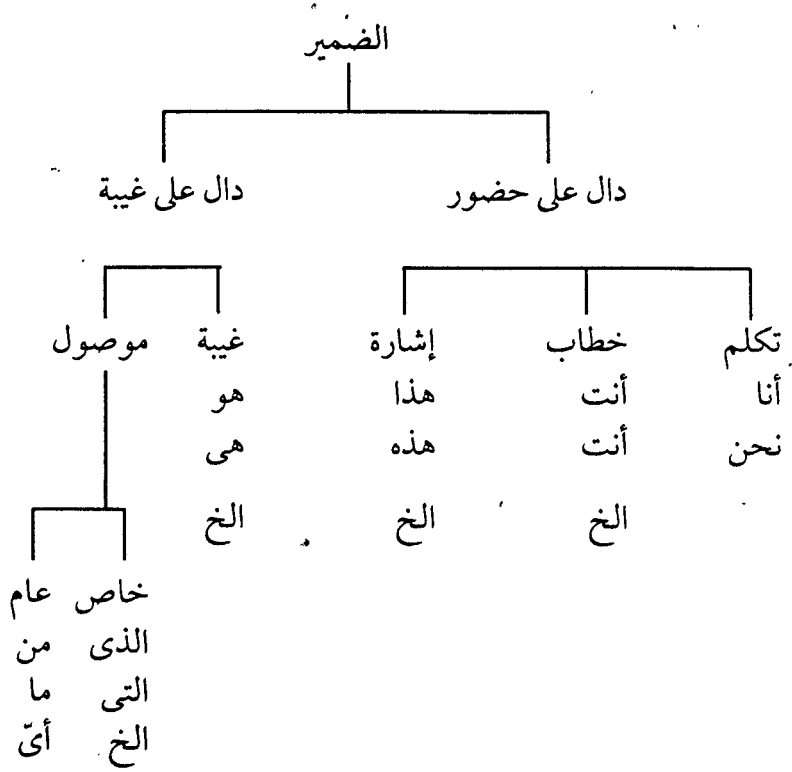 الضمير
دال على حضور دال على غيبة
تكلم خطاب إشارة غيبة موصول
أنا أنت هذا هو
نحن أنت هذه هى
الخ الخ الخ
خاص عام
الذى من
التى ما
الخ أىّ